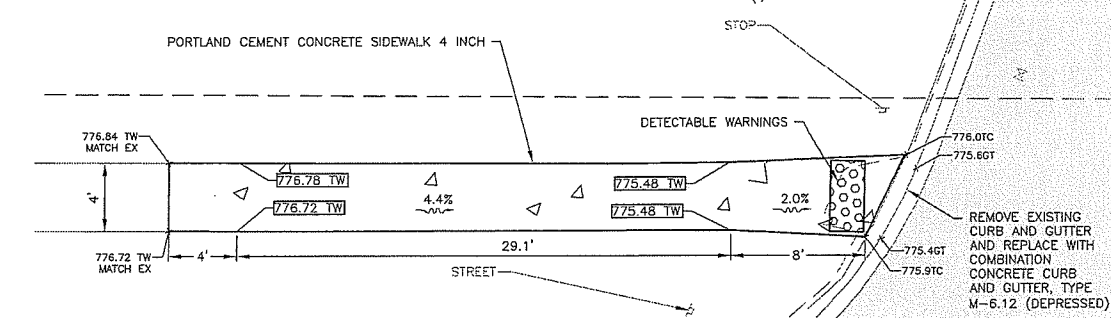 STOP
PORTLAND CEMENT CONCRETE SIDEWALK 4 INCH
DETECTABLE WARNINGS
776.84 TW
MATCH EX
776.0TC
775.6GT
776.78 TW
775.48 TW
4'
4.4%
2.0%
776.72 TW
775.48 TW
REMOVE EXISTING
CURB AND GUTTER
AND REPLACE WITH
COMBINATION
CONCRETE CURB
AND GUTTER, TYPE
M-6.12 (DEPRESSED)
776.72 TW
MATCH EX
4'
29.1'
8'
775.4GT
775.9TC
STREET